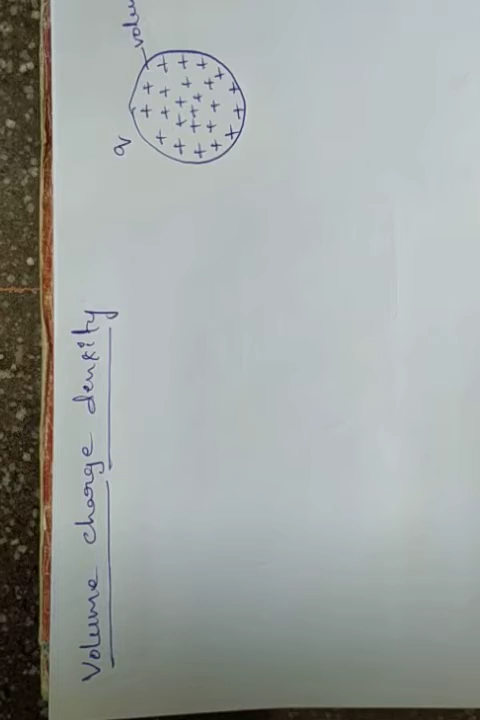 Volume charge density
q
volu
+ + + + + + + + + + + + + + + + + + + + + + + + +